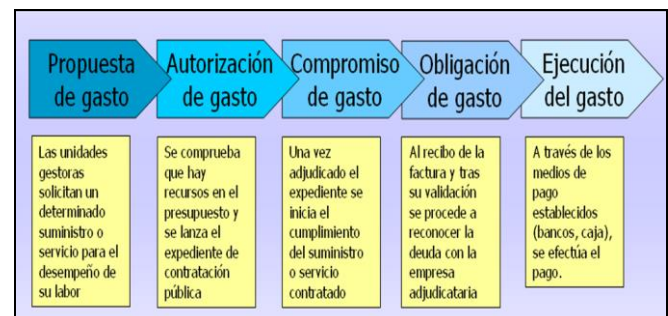 Propuesta
de gasto
Autorización
de gasto
Compromiso
de gasto
Obligación
de gasto
Ejecución
del gasto
Las unidades
gestoras
solicitan un
determinado
suministro o
servicio para el
desempeño de
su labor
Se comprueba
que hay
recursos en el
presupuesto y
se lanza el
expediente de
contratación
pública
Una vez
adjudicado el
expediente se
inicia el
cumplimiento
del suministro
o servicio
contratado
Al recibo de la
factura y tras
su validación
se procede a
reconocer la
deuda con la
empresa
adjudicataria
A través de los
medios de
pago
establecidos
(bancos, caja),
se efectúa el
pago.